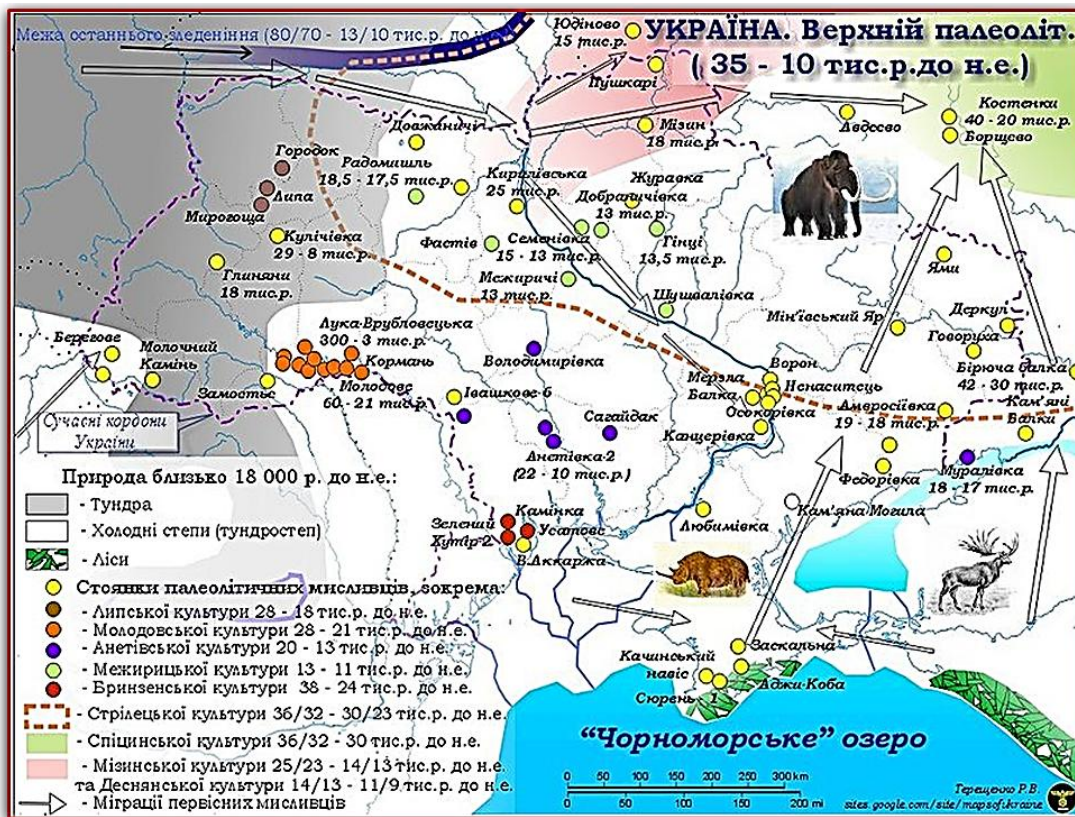 УКРАЇНА. Верхній палеоліт.
( 35 - 10 тис.р.до н.е.)
Межа останнього зледеніння (80/70 - 13/10 тис.р. до н.е.)
Юдіново
15 тис.р.
Пушкарі
Мізин
18 тис.р.
Авдєєво
Костенки
40 - 20 тис.р.
Борщево
Довжаничі
Городок
Липа
Мирогоща
Радомишль
18,5 - 17,5 тис.р.
Кирилівська
25 тис.р.
Журавка
Добранічівка
13 тис.р.
Кулічівка
29 - 8 тис.р.
Фастів
Семенівка
15 - 13 тис.р.
Гінці
13,5 тис.р.
Глиняни
18 тис.р.
Межиричі
13 тис.р.
Ями
Шушвалівка
Мін'ївський Яр
Деркул
Говоруха
Берегове
Молочний
Камінь
Лука-Врубловецька
300 - 3 тис.р.
Кормань
Володимирівка
Ворон
Бірюча балка
42 - 30 тис.р.
Замостьє
Молодове
60 - 21 тис.р.
Івашкове-6
Мерзла
Балка
Ненаситець
Осокорівка
Амвросіївка
19 - 18 тис.р.
Кам'яні
Балки
Сагайдак
Канцерівка
Сучасні кордони
України
Анетівка-2
(22 - 10 тис.р.)
Муралівка
18 - 17 тис.р.
Федорівка
Камінка
Любимівка
Кам'яна Могила
Зелений
Хутір-2
Усатове
В.Аккаржа
Природа близько 18 000 р. до н.е.:
- Тундра
- Холодні степи (тундростеп)
- Ліси
Стоянки палеолітичних мисливців, зокрема:
- Липської культури 28 - 18 тис.р. до н.е.
- Молодовської культури 28 - 21 тис.р. до н.е.
- Анетівської культури 20 - 13 тис.р. до н.е.
- Межирицької культури 13 - 11 тис.р. до н.е.
- Бринзенської культури 38 - 24 тис.р. до н.е.
- Стрілецької культури 36/32 - 30/23 тис.р. до н.е.
- Спіцинської культури 36/32 - 30 тис.р. до н.е.
- Мізинської культури 25/23 - 14/13 тис.р. до н.е.
та Деснянської культури 14/13 - 11/9 тис.р. до н.е.
- Міграції первісних мисливців
Качинський
навіс
Заскальна
Сюрень 1
Аджи-Коба
“Чорноморське” озеро
0 50 100 150 200 250 300 km
0 50 100 150 200 mi
Терещенко Р.В.
sites.google.com/site/mapsofukraine